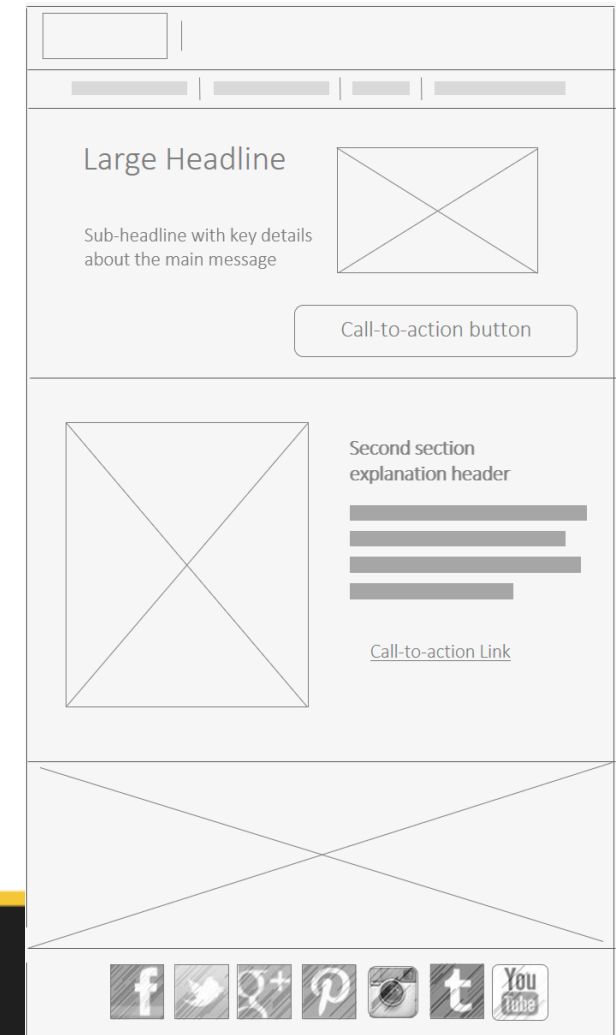 Large Headline
Sub-headline with key details
about the main message
Call-to-action button
Second section
explanation header
Call-to-action Link
f
g+
t
You
Tube